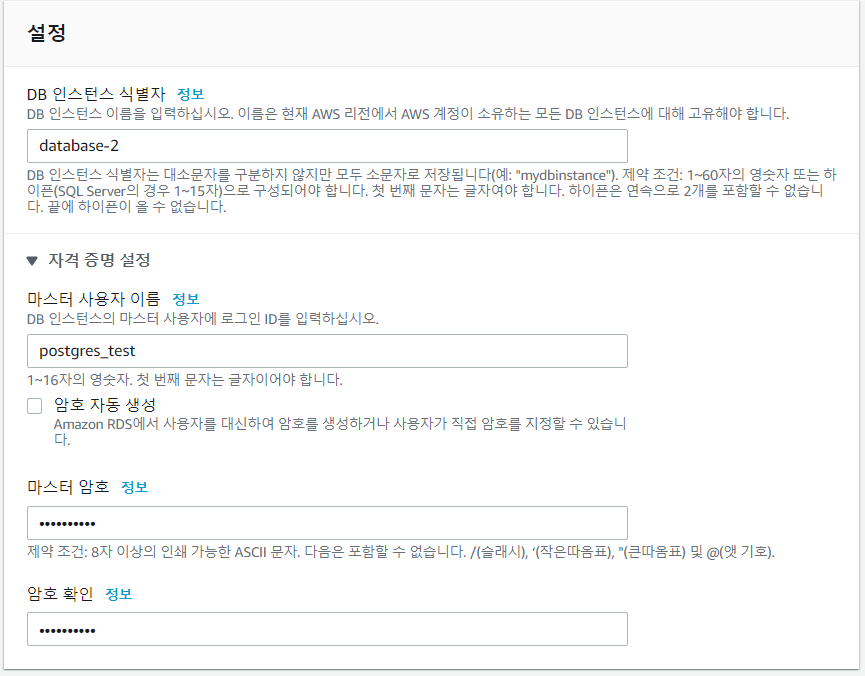 설정
DB 인스턴스 식별자 정보
DB 인스턴스 이름을 입력하십시오. 이름은 현재 AWS 리전에서 AWS 계정이 소유하는 모든 DB 인스턴스에 대해 고유해야 합니다.
database-2
DB 인스턴스 식별자는 대소문자를 구분하지 않지만 모두 소문자로 저장됩니다(예: "mydbinstance"). 제약 조건: 1~60자의 영숫자 또는 하
이픈(SQL Server의 경우 1~15자)으로 구성되어야 합니다. 첫 번째 문자는 글자여야 합니다. 하이픈은 연속으로 2개를 포함할 수 없습니
다. 끝에 하이픈이 올 수 없습니다.
▼ 자격 증명 설정
마스터 사용자 이름 정보
DB 인스턴스의 마스터 사용자에 로그인 ID를 입력하십시오.
postgres_test
1~16자의 영숫자. 첫 번째 문자는 글자이어야 합니다.
암호 자동 생성
Amazon RDS에서 사용자를 대신하여 암호를 생성하거나 사용자가 직접 암호를 지정할 수 있습니
다.
마스터 암호 정보
••••••••••
제약 조건: 8자 이상의 인쇄 가능한 ASCII 문자. 다음은 포함할 수 없습니다. /(슬래시), '(작은따옴표), "(큰따옴표) 및 @(앳 기호).
암호 확인 정보
••••••••••